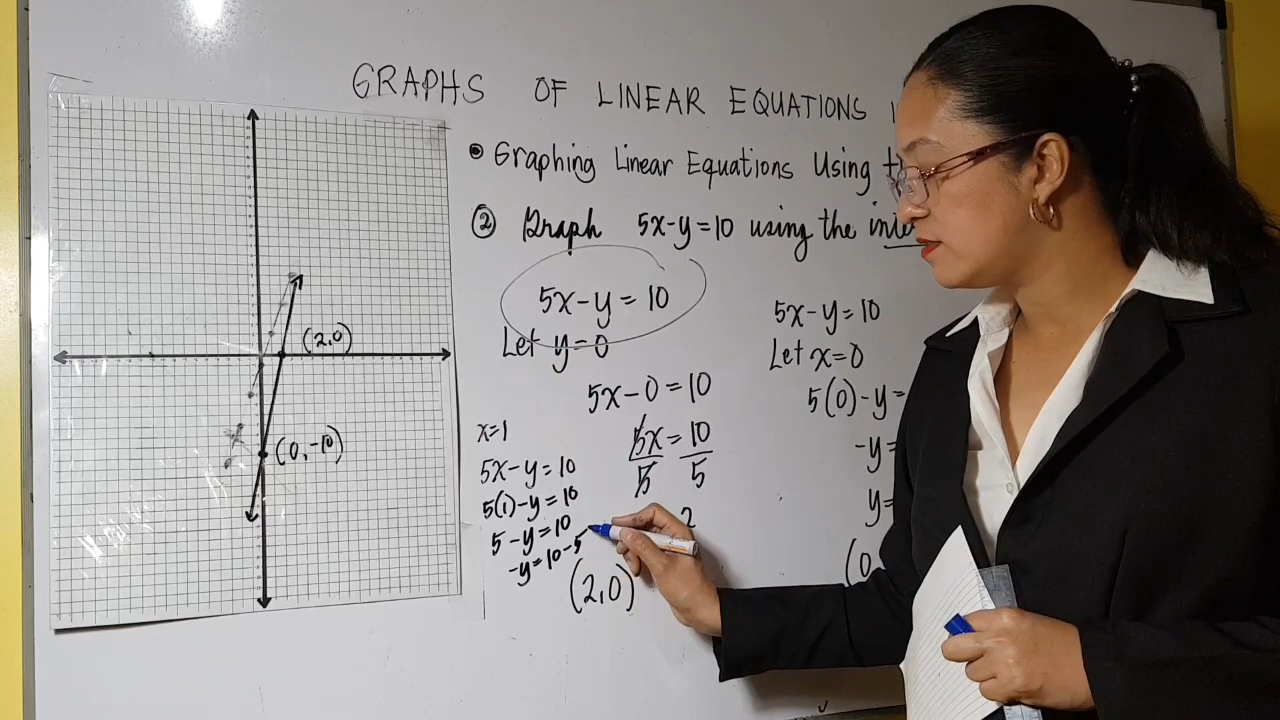 GRAPHS OF LINEAR EQUATIONS
• Graphing Linear Equations Using
② Graph 5x-y=10 using the
5x-y = 10
Let y=0
5x-0=10
5x = 10
5 5
2
(2,0)
x=1
5x-y=10
5(1)-y=10
5-y=10
-y=10-5
5x-y=10
Let x=0
5(0)-y=
-y=
y=
(0,
(2,0)
(0,-10)